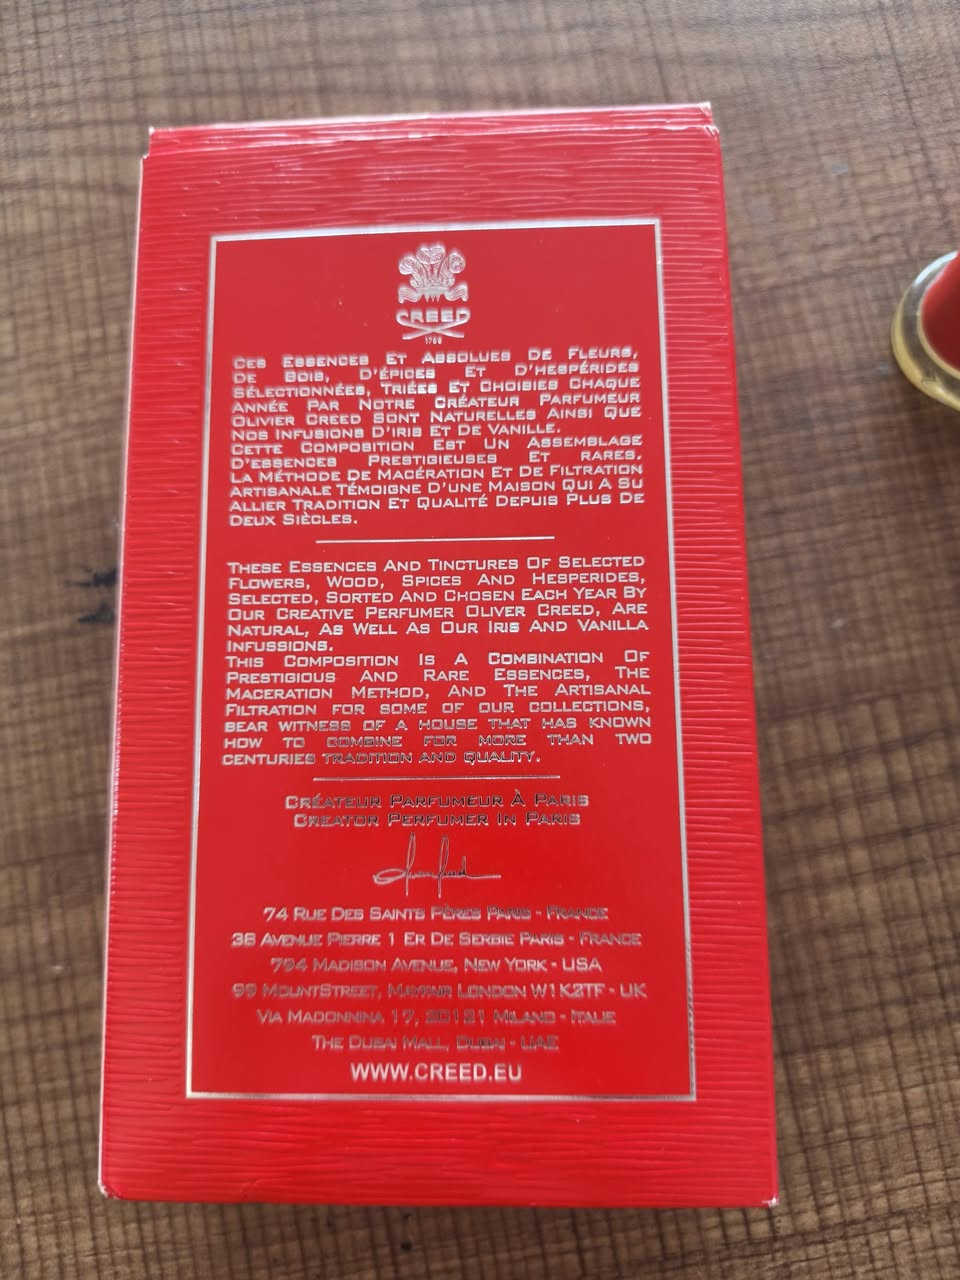 CREED
1760
CES ESSENCES ET ABSOLUES DE FLEURS,
DE BOIS, D'ÉPICES ET D'HESPÉRIDES
SÉLECTIONNÉES, TRIÉES ET CHOISIES CHAQUE
ANNÉE PAR NOTRE CRÉATEUR PARFUMEUR
OLIVIER CREED SONT NATURELLES AINSI QUE
NOS INFUSIONS D'IRIS ET DE VANILLE.
CETTE COMPOSITION EST UN ASSEMBLAGE
D'ESSENCES PRESTIGIEUSES ET RARES.
LA MÉTHODE DE MACÉRATION ET DE FILTRATION
ARTISANALE TÉMOIGNE D'UNE MAISON QUI A SU
ALLIER TRADITION ET QUALITÉ DEPUIS PLUS DE
DEUX SIÈCLES.
THESE ESSENCES AND TINCTURES OF SELECTED
FLOWERS, WOOD, SPICES AND HESPERIDES,
SELECTED, SORTED AND CHOSEN EACH YEAR BY
OUR CREATIVE PERFUMER OLIVER CREED, ARE
NATURAL, AS WELL AS OUR IRIS AND VANILLA
INFUSSIONS.
THIS COMPOSITION IS A COMBINATION OF
PRESTIGIOUS AND RARE ESSENCES, THE
MACERATION METHOD, AND THE ARTISANAL
FILTRATION FOR SOME OF OUR COLLECTIONS,
BEAR WITNESS OF A HOUSE THAT HAS KNOWN
HOW TO COMBINE FOR MORE THAN TWO
CENTURIES TRADITION AND QUALITY.
CRÉATEUR PARFUMEUR À PARIS
CREATOR PERFUMER IN PARIS
74 RUE DES SAINTS PÈRES PARIS - FRANCE
38 AVENUE PIERRE 1 ER DE SERBIE PARIS - FRANCE
794 MADISON AVENUE, NEW YORK - USA
99 MOUNTSTREET, MAYFAIR LONDON W1K2TF - UK
VIA MADONNINA 17, 20121 MILANO - ITALIE
THE DUBAI MALL, DUBAI - UAE
WWW.CREED.EU